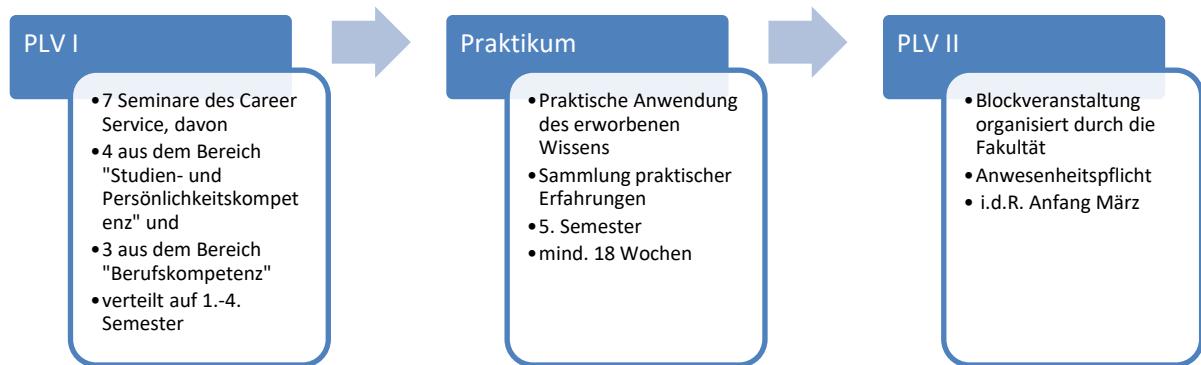 PLV I
•7 Seminare des Career
Service, davon
•4 aus dem Bereich
"Studien- und
Persönlichkeitskompet
enz" und
•3 aus dem Bereich
"Berufskompetenz"
•verteilt auf 1.-4.
Semester
Praktikum
•Praktische Anwendung
des erworbenen
Wissens
•Sammlung praktischer
Erfahrungen
•5. Semester
•mind. 18 Wochen
PLV II
•Blockveranstaltung
organisiert durch die
Fakultät
•Anwesenheitspflicht
• i.d.R. Anfang März